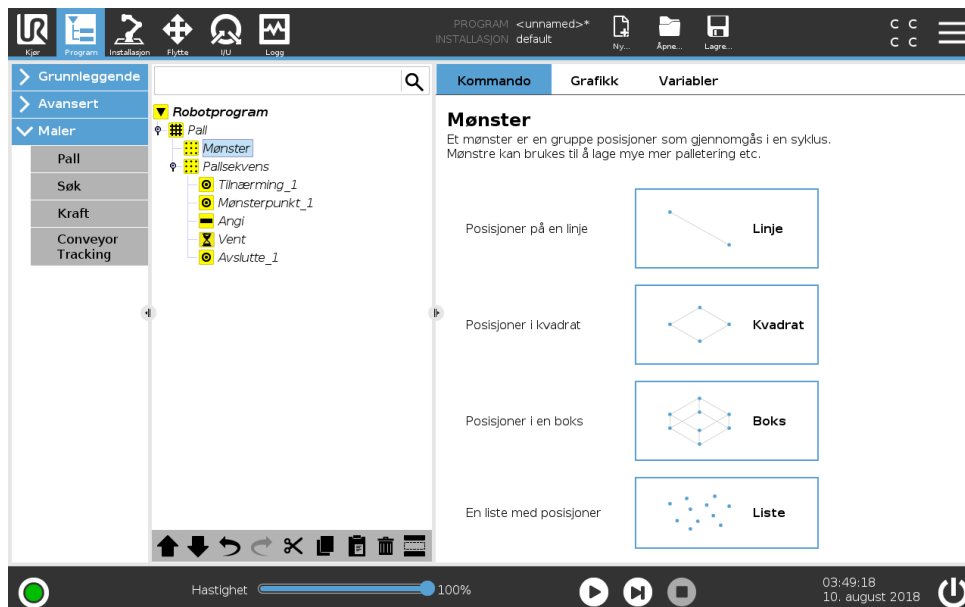 UR
Kjør
Program
Installasjon
Flytte
I/U
Logg
PROGRAM <unnamed>*
INSTALLASJON default
Ny...
Åpne...
Lagre...
C C
C C
Grunnleggende
Avansert
Maler
Pall
Søk
Kraft
Conveyor
Tracking
Robotprogram
Pall
Mønster
Pallsekvens
Tilnærming_1
Mønsterpunkt_1
Angi
Vent
Avslutte_1
Kommando
Grafikk
Variabler
Mønster
Et mønster er en gruppe posisjoner som gjennomgås i en syklus.
Mønstre kan brukes til å lage mye mer palletering etc.
Posisjoner på en linje
Linje
Posisjoner i kvadrat
Kvadrat
Posisjoner i en boks
Boks
En liste med posisjoner
Liste
Hastighet
100%
03:49:18
10. august 2018